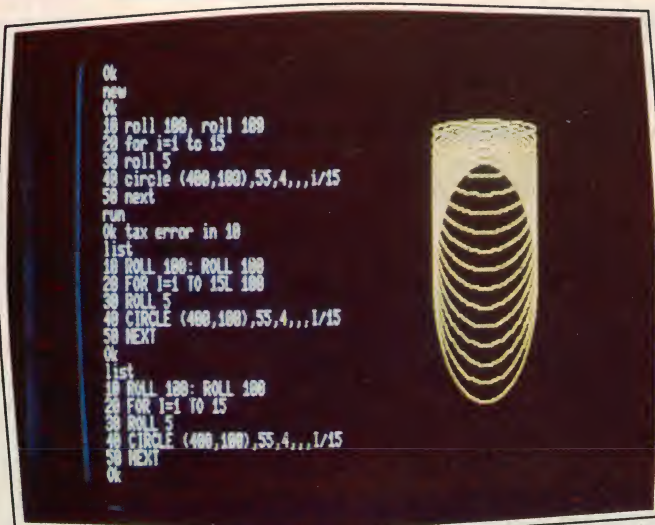 Ok
new
Ok
10 roll 100, roll 100
20 for i=1 to 15
30 roll 5
40 circle (400,100),55,4,,,i/15
50 next
run
Ok tax error in 10
list
10 ROLL 100: ROLL 100
20 FOR I=1 TO 15L 100
30 ROLL 5
40 CIRCLE (400,100),55,4,,,I/15
50 NEXT
Ok
list
10 ROLL 100: ROLL 100
20 FOR I=1 TO 15
30 ROLL 5
40 CIRCLE (400,100),55,4,,,I/15
50 NEXT
Ok